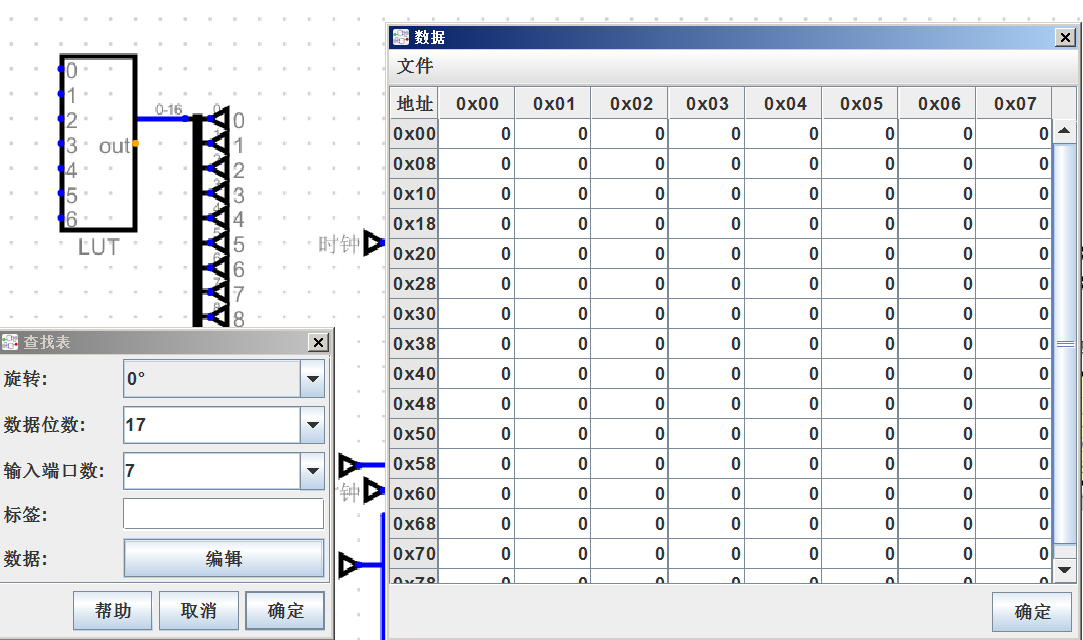 0
1
2
3
4
5
6
out
LUT
0-16
0
1
2
3
4
5
6
7
8
时钟
钟
查找表
旋转: 0°
数据位数: 17
输入端口数: 7
标签:
数据: 编辑
帮助 取消 确定
数据
文件
地址 0x00 0x01 0x02 0x03 0x04 0x05 0x06 0x07
0x00 0 0 0 0 0 0 0 0
0x08 0 0 0 0 0 0 0 0
0x10 0 0 0 0 0 0 0 0
0x18 0 0 0 0 0 0 0 0
0x20 0 0 0 0 0 0 0 0
0x28 0 0 0 0 0 0 0 0
0x30 0 0 0 0 0 0 0 0
0x38 0 0 0 0 0 0 0 0
0x40 0 0 0 0 0 0 0 0
0x48 0 0 0 0 0 0 0 0
0x50 0 0 0 0 0 0 0 0
0x58 0 0 0 0 0 0 0 0
0x60 0 0 0 0 0 0 0 0
0x68 0 0 0 0 0 0 0 0
0x70 0 0 0 0 0 0 0 0
0x78 0 0 0 0 0 0 0 0
确定